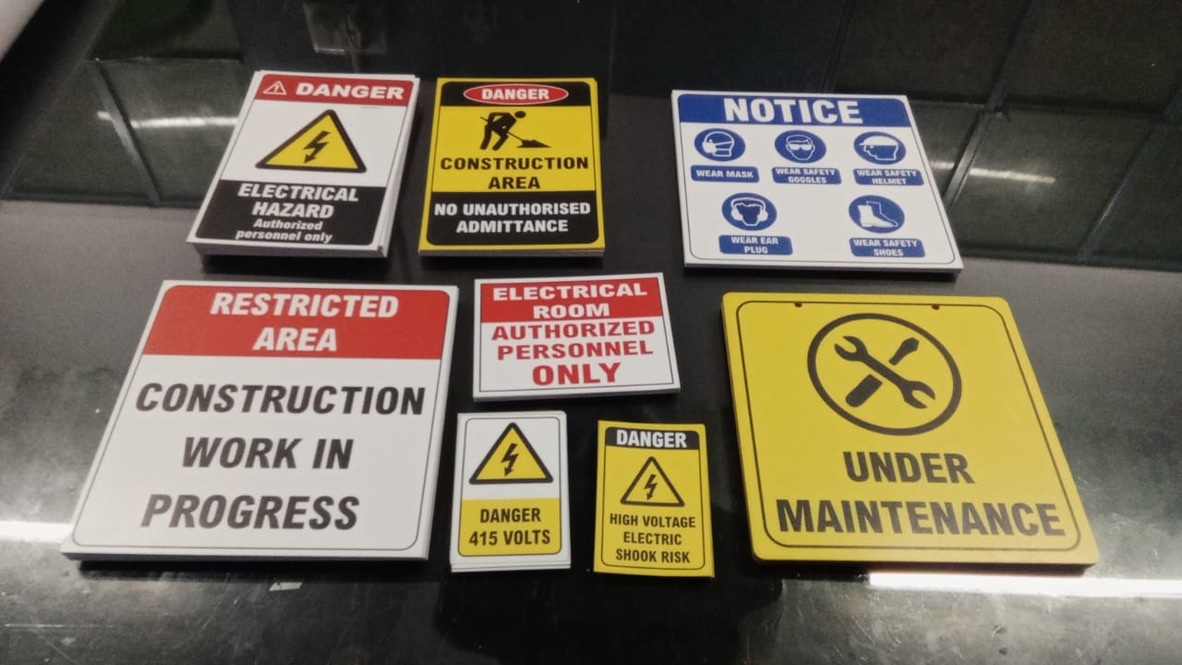 DANGER
ELECTRICAL
HAZARD
Authorized
personnel only
DANGER
CONSTRUCTION
AREA
NO UNAUTHORISED
ADMITTANCE
NOTICE
WEAR MASK
WEAR SAFETY
GOGGLES
WEAR SAFETY
HELMET
WEAR EAR
PLUG
WEAR SAFETY
SHOES
RESTRICTED
AREA
CONSTRUCTION
WORK IN
PROGRESS
ELECTRICAL
ROOM
AUTHORIZED
PERSONNEL
ONLY
DANGER
415 VOLTS
DANGER
HIGH VOLTAGE
ELECTRIC
SHOOK RISK
UNDER
MAINTENANCE